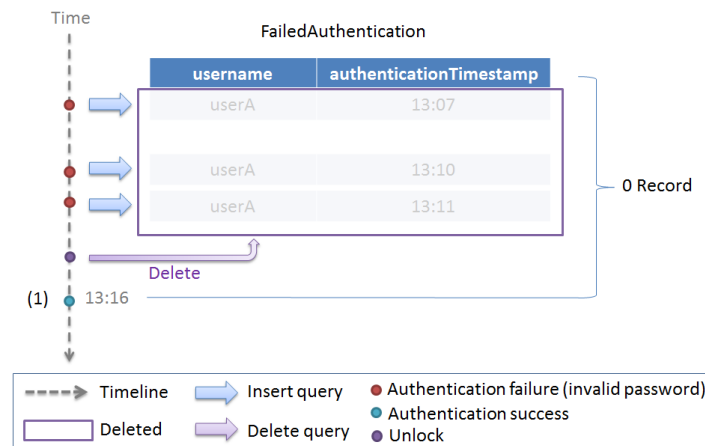 Time
FailedAuthentication
username authenticationTimestamp
userA 13:07
userA 13:10
userA 13:11
0 Record
Delete
(1) 13:16
Timeline Insert query Authentication failure (invalid password)
Authentication success
Deleted Delete query Unlock